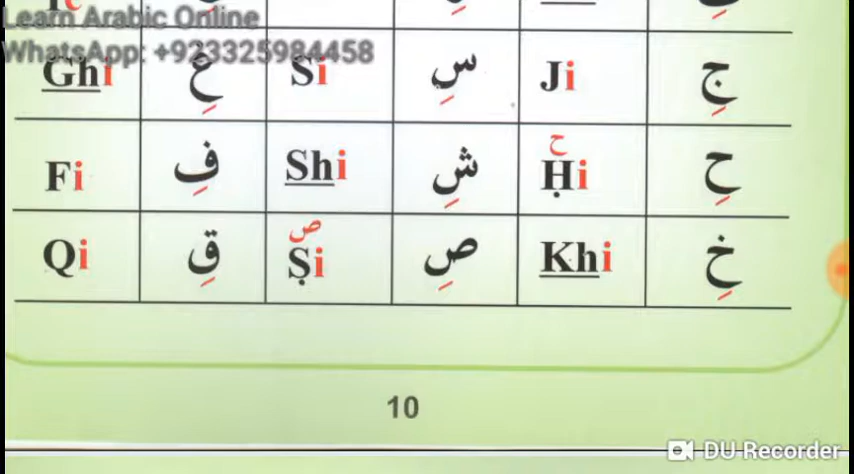 Learn Arabic Online
WhatsApp: +923325984458
Ghi غِ Si سِ Ji جِ
ح
Fi فِ Shi شِ Ḥi حِ
ص
Qi قِ Ṣi صِ Khi خِ
10
DU Recorder